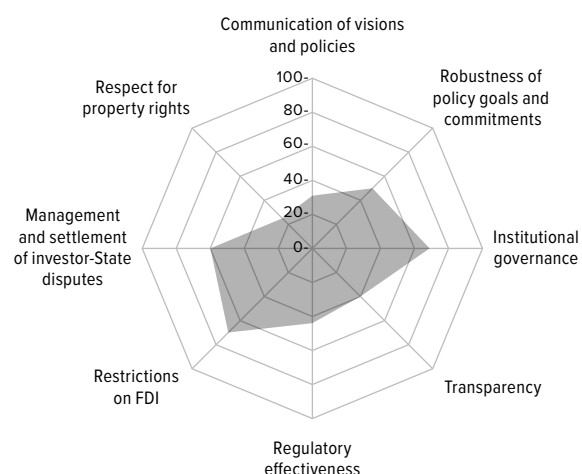 Communication of visions
and policies
Robustness of
policy goals and
commitments
Institutional
governance
Transparency
Regulatory
effectiveness
Restrictions
on FDI
Management
and settlement
of investor-State
disputes
Respect for
property rights
100-
80-
60-
40-
20-
0-